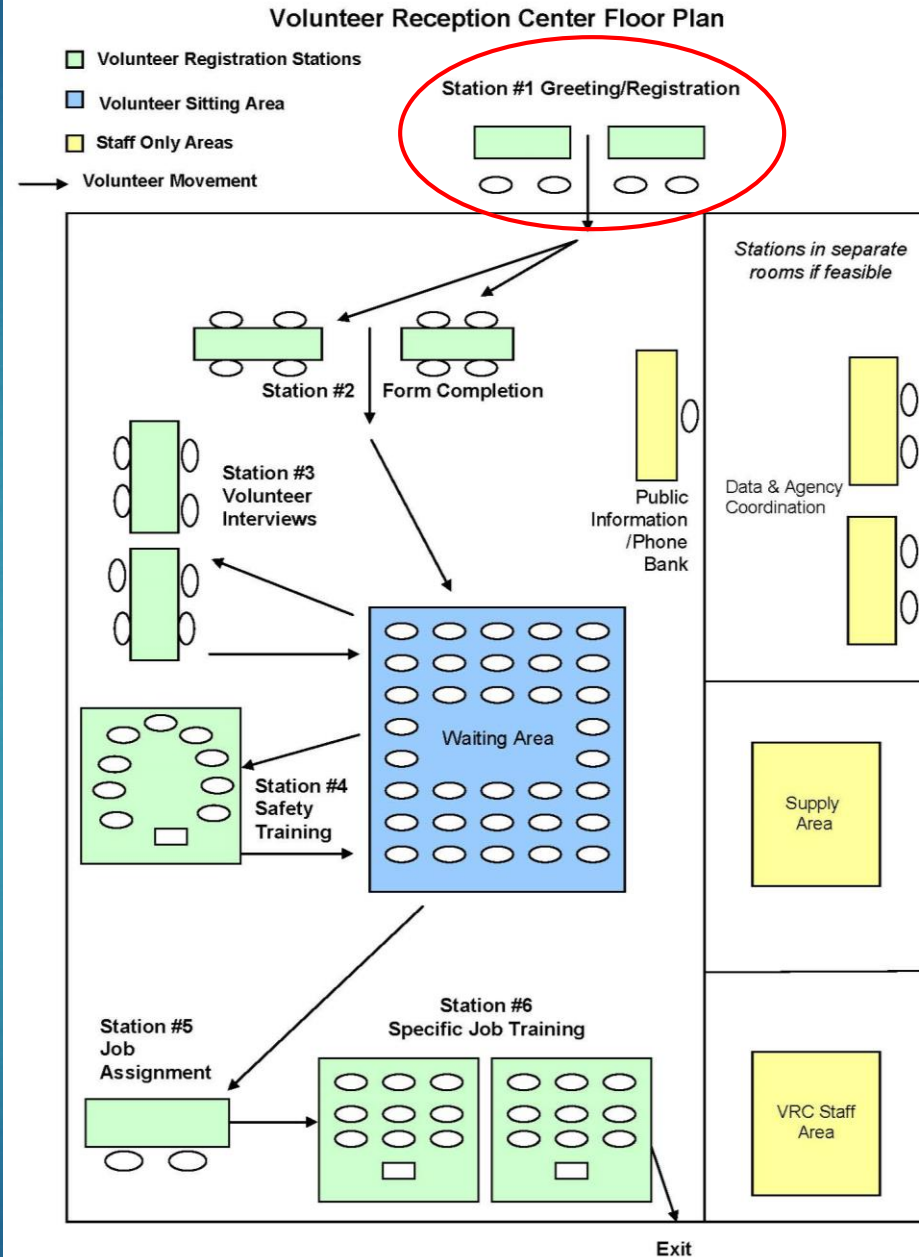 Volunteer Reception Center Floor Plan
Volunteer Registration Stations
Volunteer Sitting Area
Staff Only Areas
Volunteer Movement
Station #1 Greeting/Registration
Stations in separate
rooms if feasible
Station #2
Form Completion
Station #3
Volunteer
Interviews
Public
Information
/Phone
Bank
Data & Agency
Coordination
Waiting Area
Station #4
Safety
Training
Supply
Area
Station #5
Job
Assignment
Station #6
Specific Job Training
VRC Staff
Area
Exit